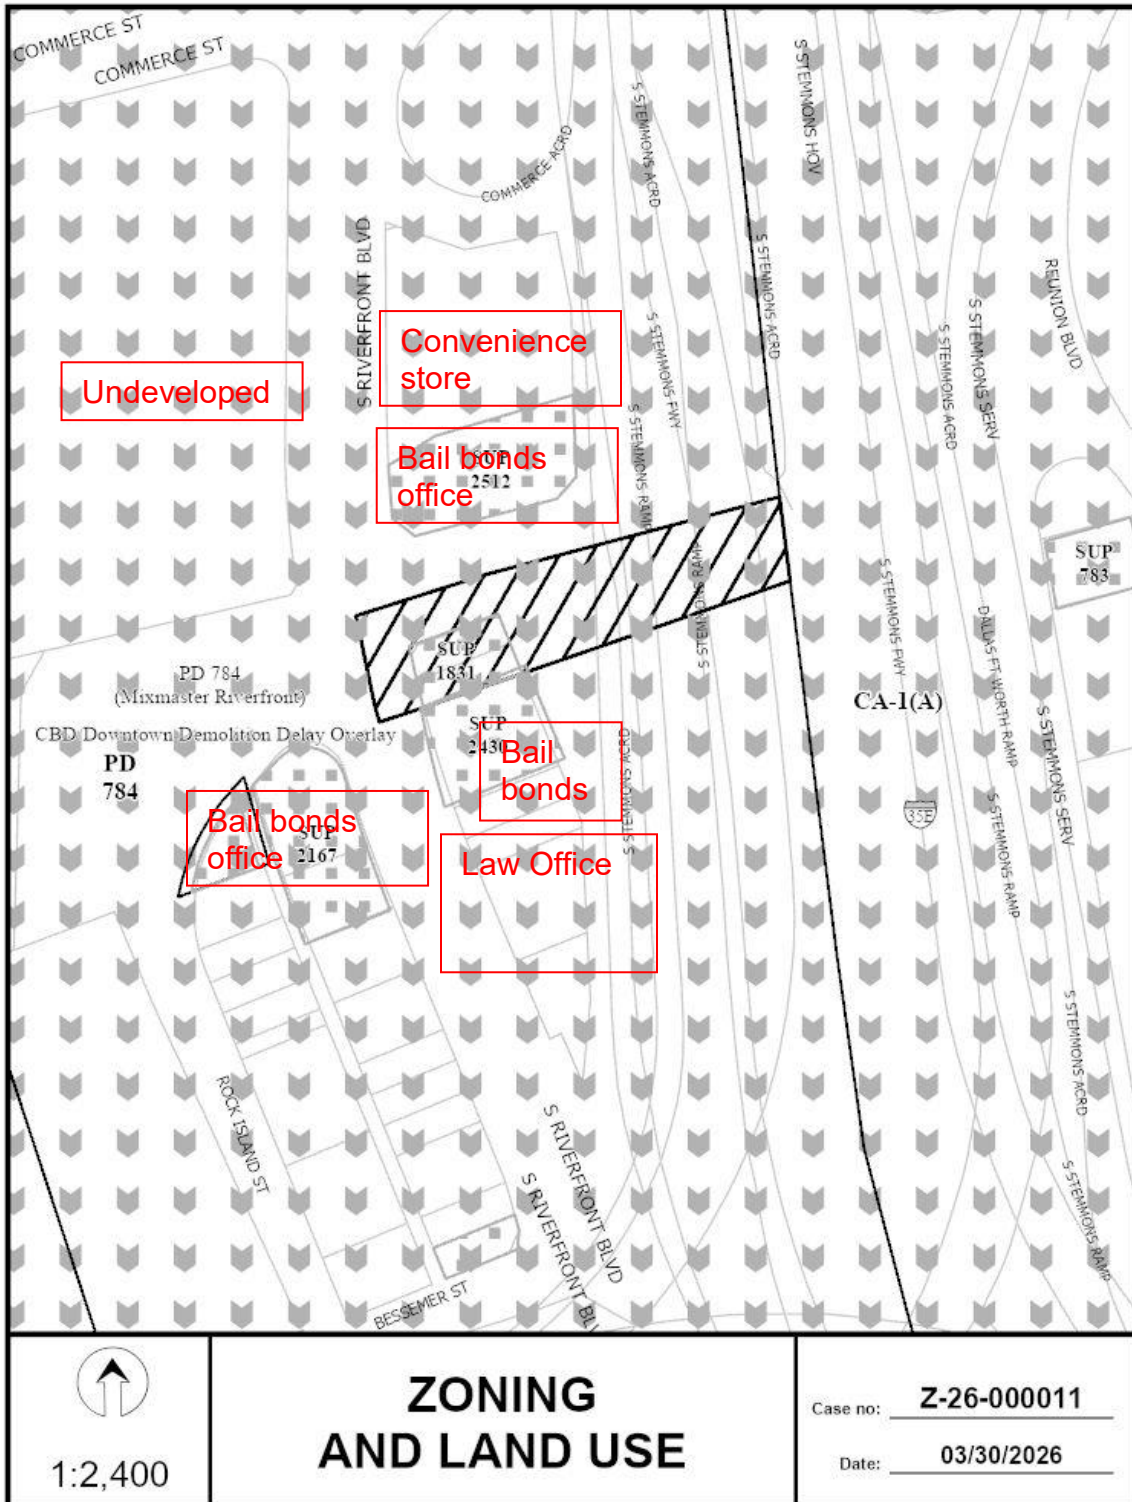 COMMERCE ST
COMMERCE ST
COMMERCE ACRD
S STEMMONS ACRD
S STEMMONS HOV
S RIVERFRONT BLVD
S STEMMONS ACRD
REUNION BLVD
S STEMMONS SERV
S STEMMONS ACRD
S STEMMONS FWY
Convenience
store
Undeveloped
S STEMMONS RAMP
Bail bonds
office
SUP
2512
SUP
783
S STEMMONS RAMP
S STEMMONS FWY
DALLAS FT WORTH RAMP
SUP
1831
PD 784
(Mixmaster Riverfront)
CBD Downtown Demolition Delay Overlay
PD
784
CA-1(A)
SUP
2430
Bail
bonds
S STEMMONS ACRD
S STEMMONS SERV
35E
S STEMMONS RAMP
Bail bonds
office
SUP
2167
Law Office
S STEMMONS ACRD
ROCK ISLAND ST
S RIVERFRONT BLVD
S RIVERFRONT BLV
S STEMMONS RAMP
BESSEMER ST
1:2,400
ZONING
AND LAND USE
Case no: Z-26-000011
Date: 03/30/2026